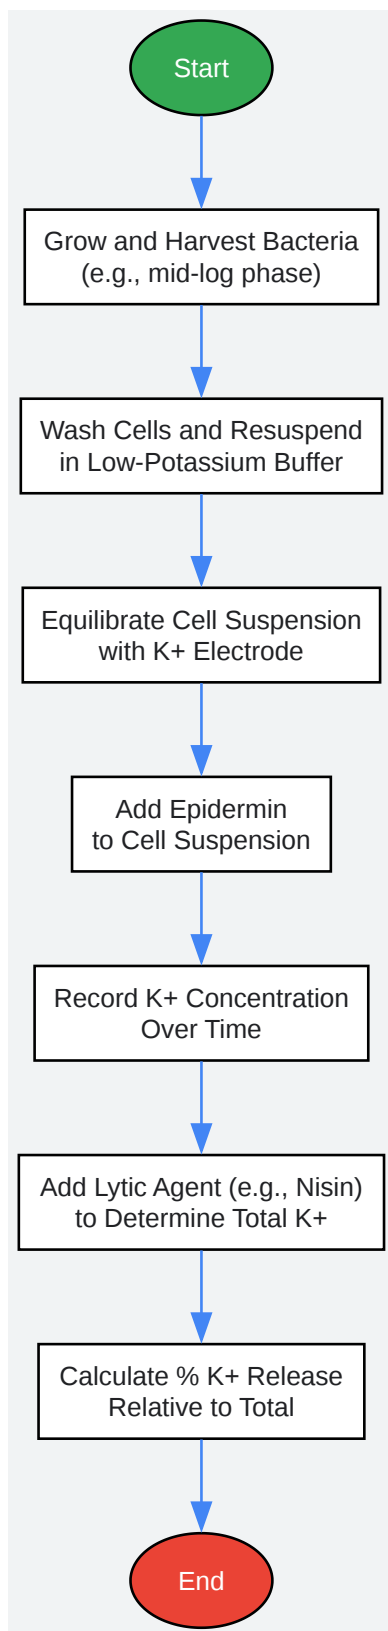 Start
Grow and Harvest Bacteria
(e.g., mid-log phase)
Wash Cells and Resuspend
in Low-Potassium Buffer
Equilibrate Cell Suspension
with K+ Electrode
Add Epidermin
to Cell Suspension
Record K+ Concentration
Over Time
Add Lytic Agent (e.g., Nisin)
to Determine Total K+
Calculate % K+ Release
Relative to Total
End